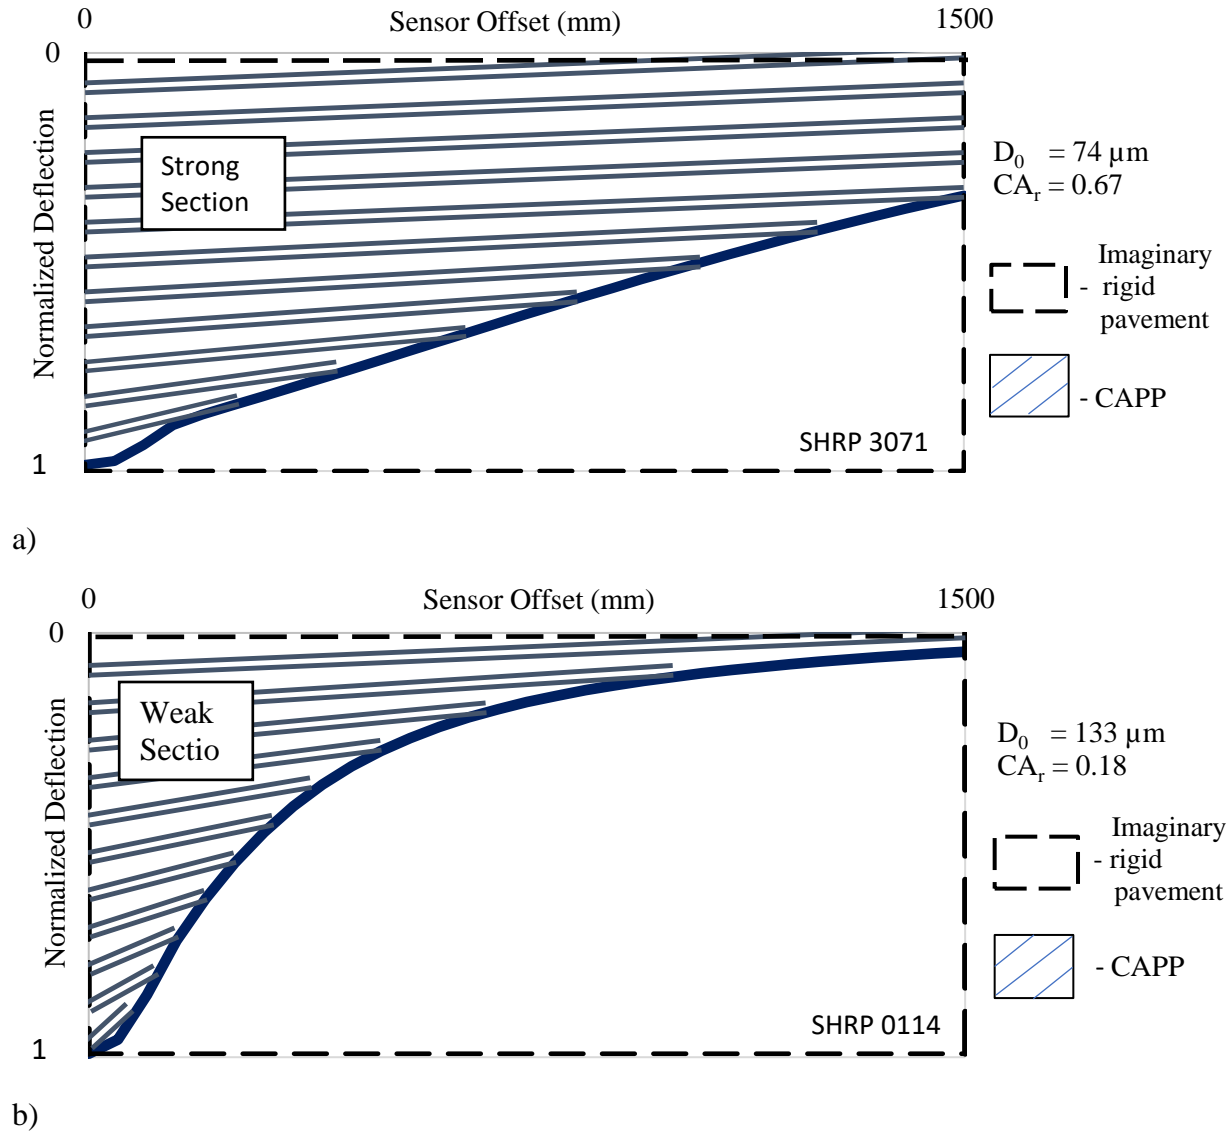 0
Sensor Offset (mm)
1500
0
Normalized Deflection
Strong
Section
1
SHRP 3071
D₀ = 74 µm
CAᵣ = 0.67
Imaginary
- rigid
pavement
- CAPP
a)
0
Sensor Offset (mm)
1500
0
Normalized Deflection
Weak
Sectio
1
SHRP 0114
D₀ = 133 µm
CAᵣ = 0.18
Imaginary
- rigid
pavement
- CAPP
b)